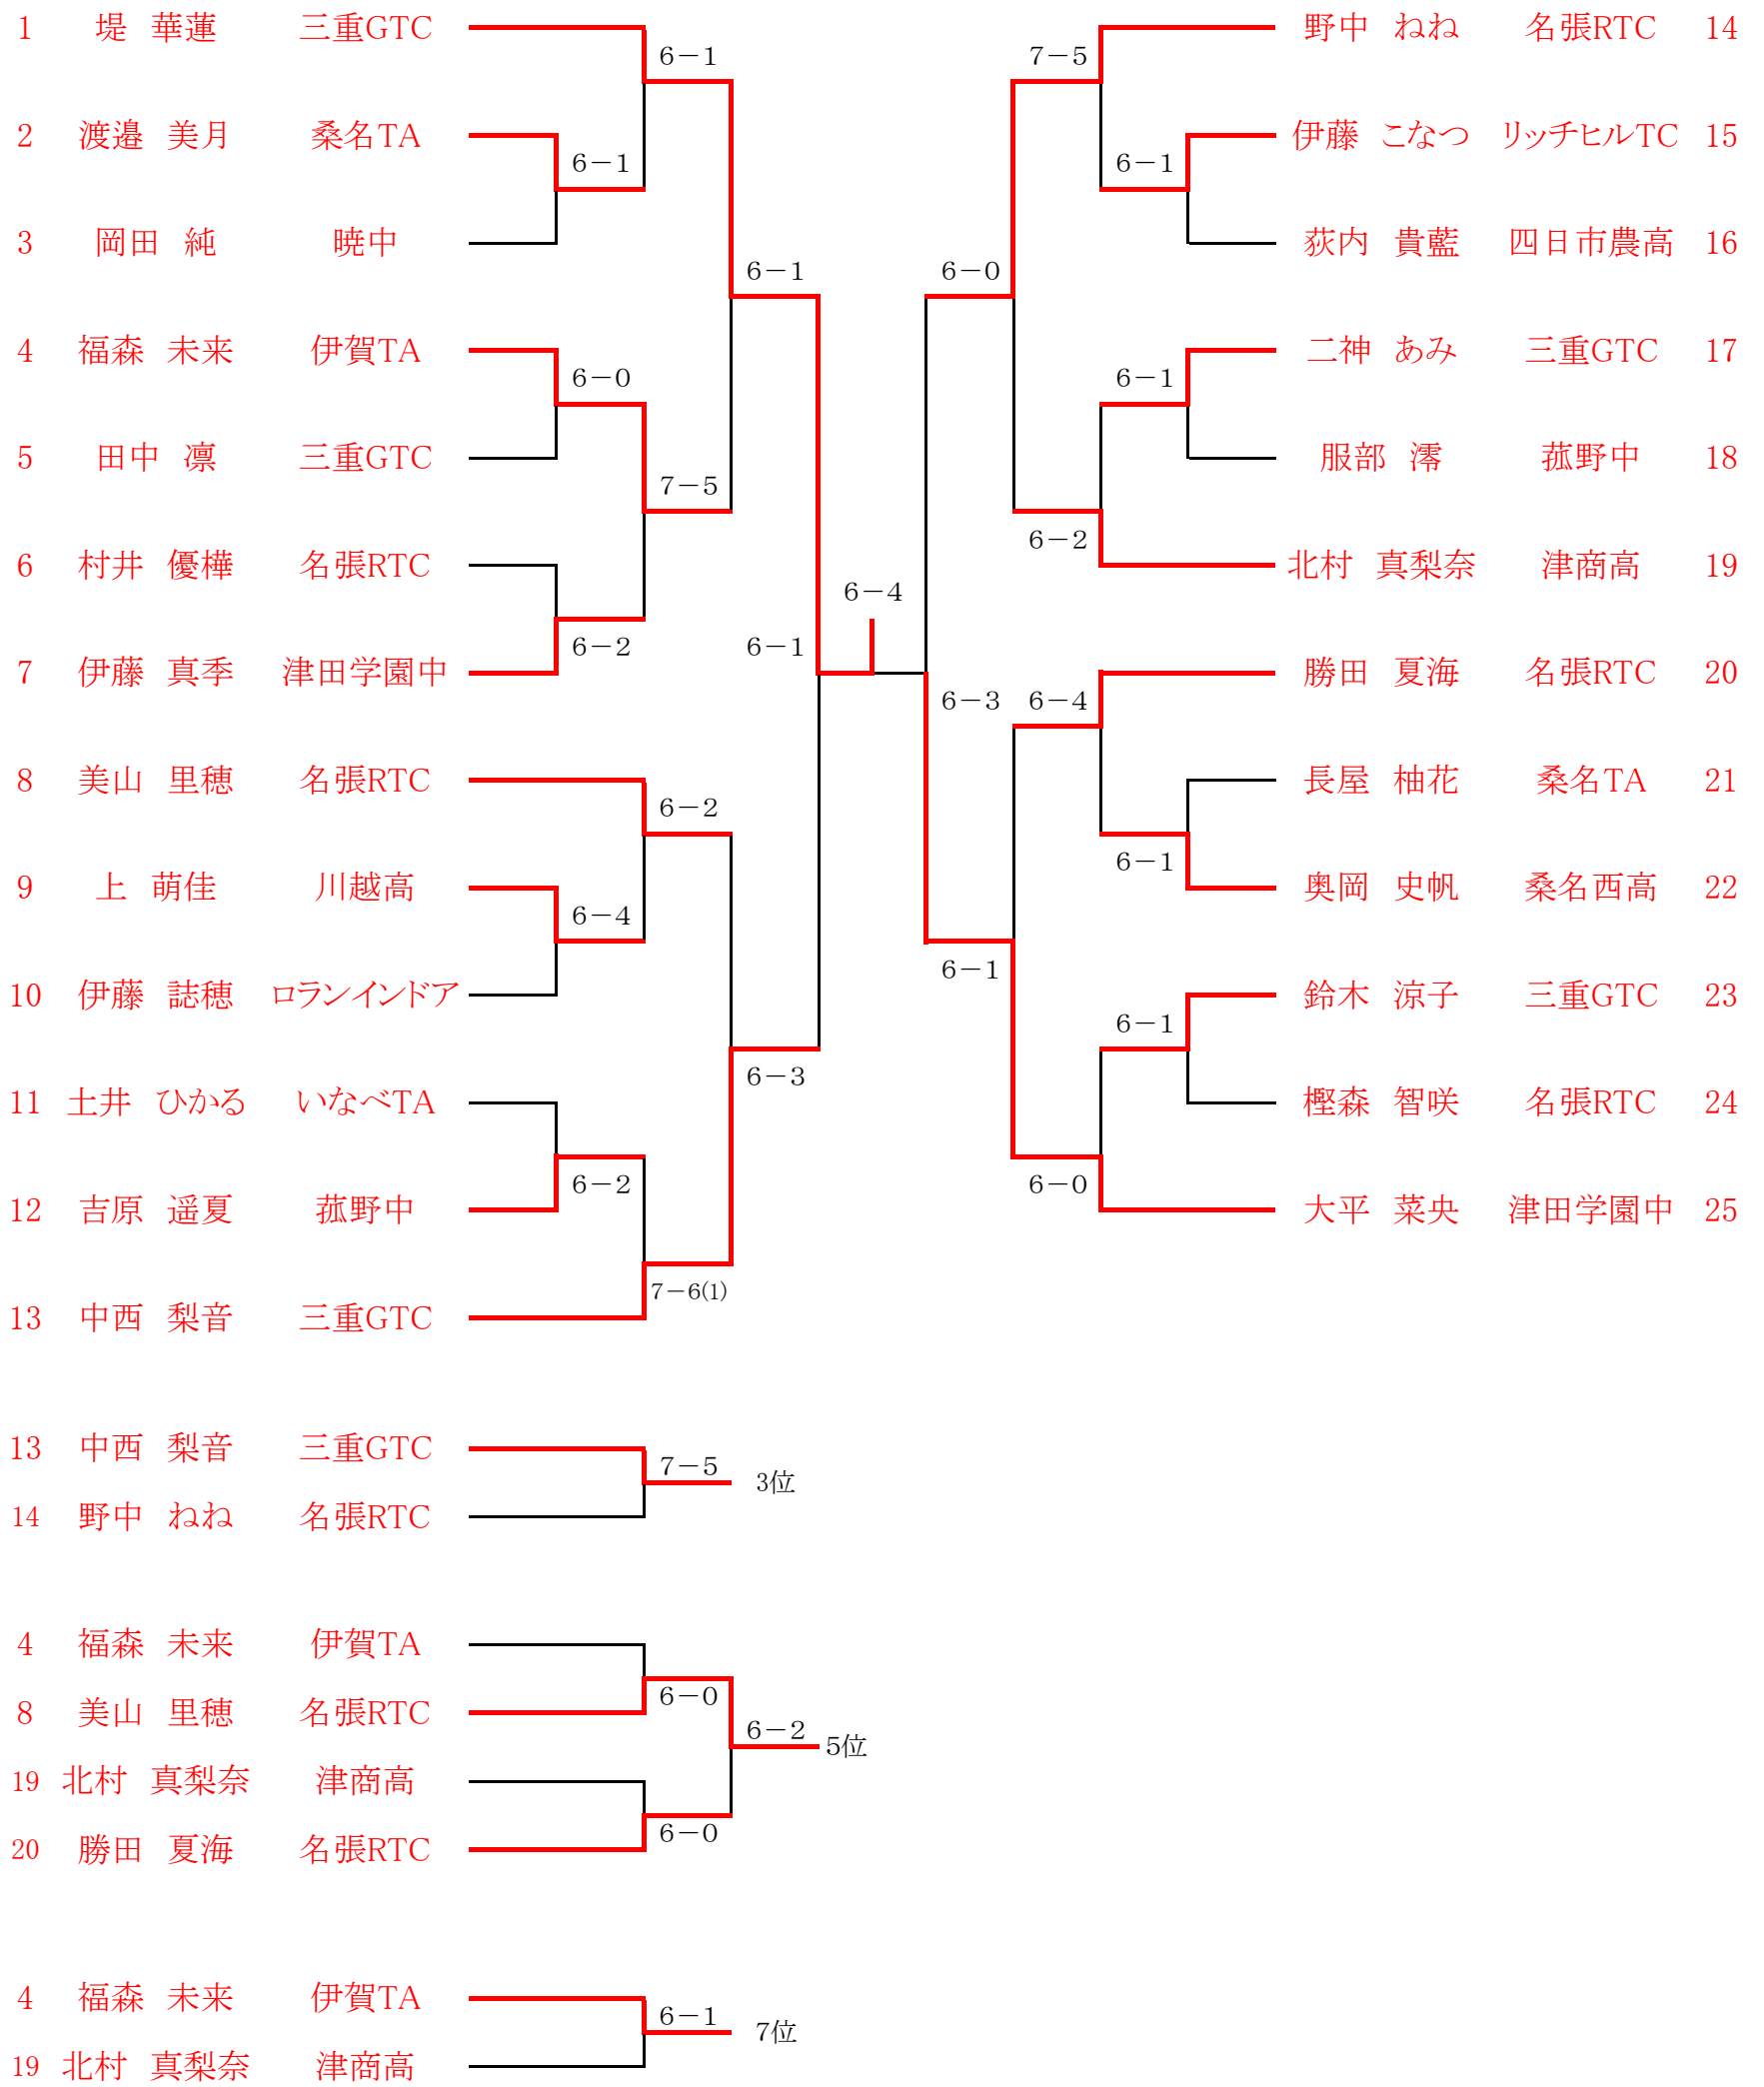 1 堤 華蓮 三重GTC
6－1
2 渡邉 美月 桑名TA
6－1
3 岡田 純 暁中
6－1
4 福森 未来 伊賀TA
6－0
5 田中 凛 三重GTC
7－5
6 村井 優樺 名張RTC
6－2
7 伊藤 真季 津田学園中
6－1
8 美山 里穂 名張RTC
6－2
9 上 萌佳 川越高
6－4
10 伊藤 誌穂 ロランインドア
6－3
11 土井 ひかる いなべTA
6－2
12 吉原 遥夏 菰野中
7－6(1)
13 中西 梨音 三重GTC
6－4
野中 ねね 名張RTC 14
7－5
伊藤 こなつ リッチヒルTC 15
6－1
荻内 貴藍 四日市農高 16
6－0
二神 あみ 三重GTC 17
6－1
服部 澪 菰野中 18
6－2
北村 真梨奈 津商高 19
勝田 夏海 名張RTC 20
6－3 6－4
長屋 柚花 桑名TA 21
6－1
奥岡 史帆 桑名西高 22
6－1
鈴木 涼子 三重GTC 23
6－1
樫森 智咲 名張RTC 24
6－0
大平 菜央 津田学園中 25
13 中西 梨音 三重GTC
7－5 3位
14 野中 ねね 名張RTC
4 福森 未来 伊賀TA
6－0
8 美山 里穂 名張RTC
6－2 5位
19 北村 真梨奈 津商高
6－0
20 勝田 夏海 名張RTC
4 福森 未来 伊賀TA
6－1 7位
19 北村 真梨奈 津商高